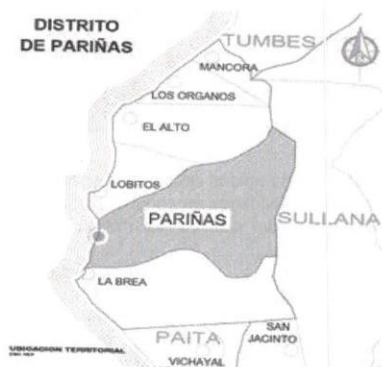 DISTRITO
DE PARIÑAS
TUMBES
MANCORA
LOS ORGANOS
EL ALTO
LOBITOS
PARIÑAS
SULLANA
LA BREA
UBICACION TERRITORIAL
PAITA
SAN
JACINTO
VICHAYAL